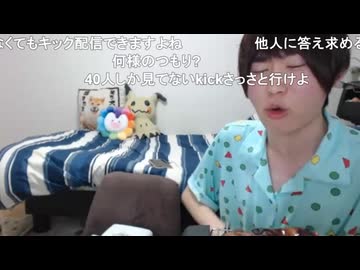 なくてもキック配信できますよね
他人に答え求める
何様のつもり?
40人しか見てないkickさっさと行けよ